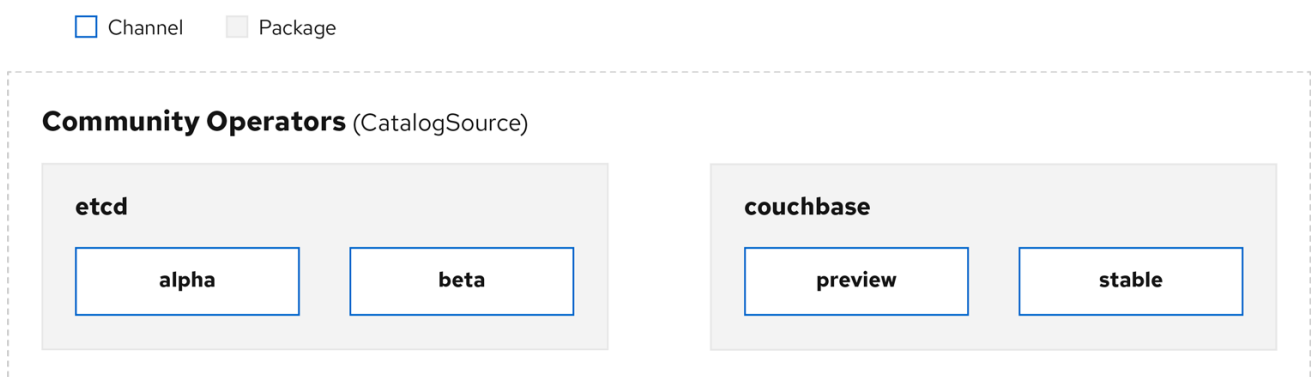 Channel Package
Community Operators (CatalogSource)
etcd couchbase
alpha beta preview stable